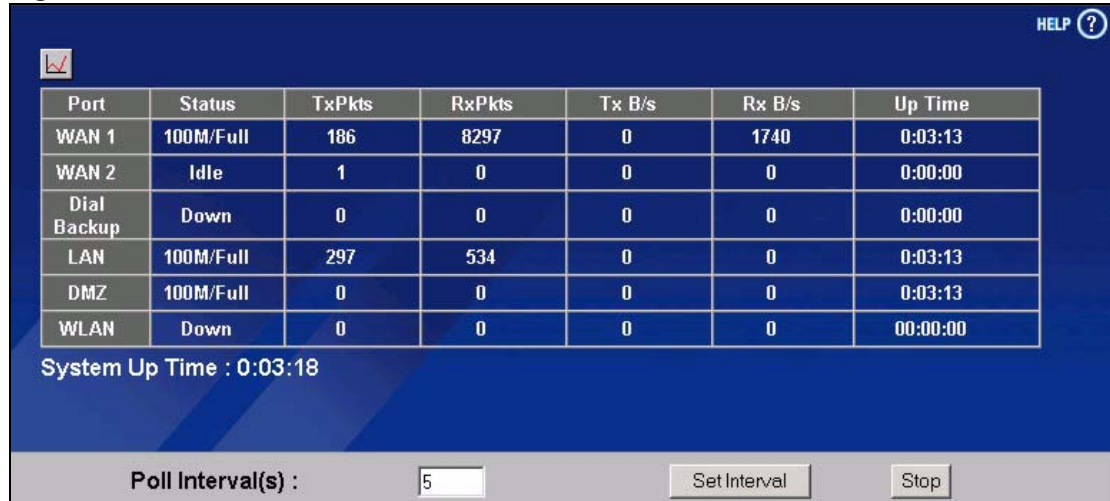 HELP ?
Port Status TxPkts RxPkts Tx B/s Rx B/s Up Time
WAN 1 100M/Full 186 8297 0 1740 0:03:13
WAN 2 Idle 1 0 0 0 0:00:00
Dial Backup Down 0 0 0 0 0:00:00
LAN 100M/Full 297 534 0 0 0:03:13
DMZ 100M/Full 0 0 0 0 0:03:13
WLAN Down 0 0 0 0 00:00:00
System Up Time : 0:03:18
Poll Interval(s) : 5 Set Interval Stop